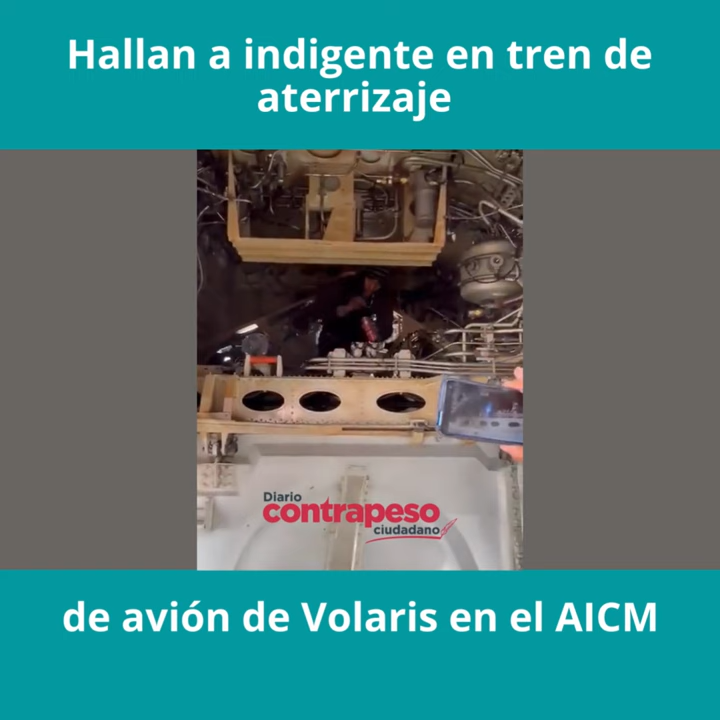 Hallan a indigente en tren de
aterrizaje
Diario
contrapeso
ciudadano
de avión de Volaris en el AICM